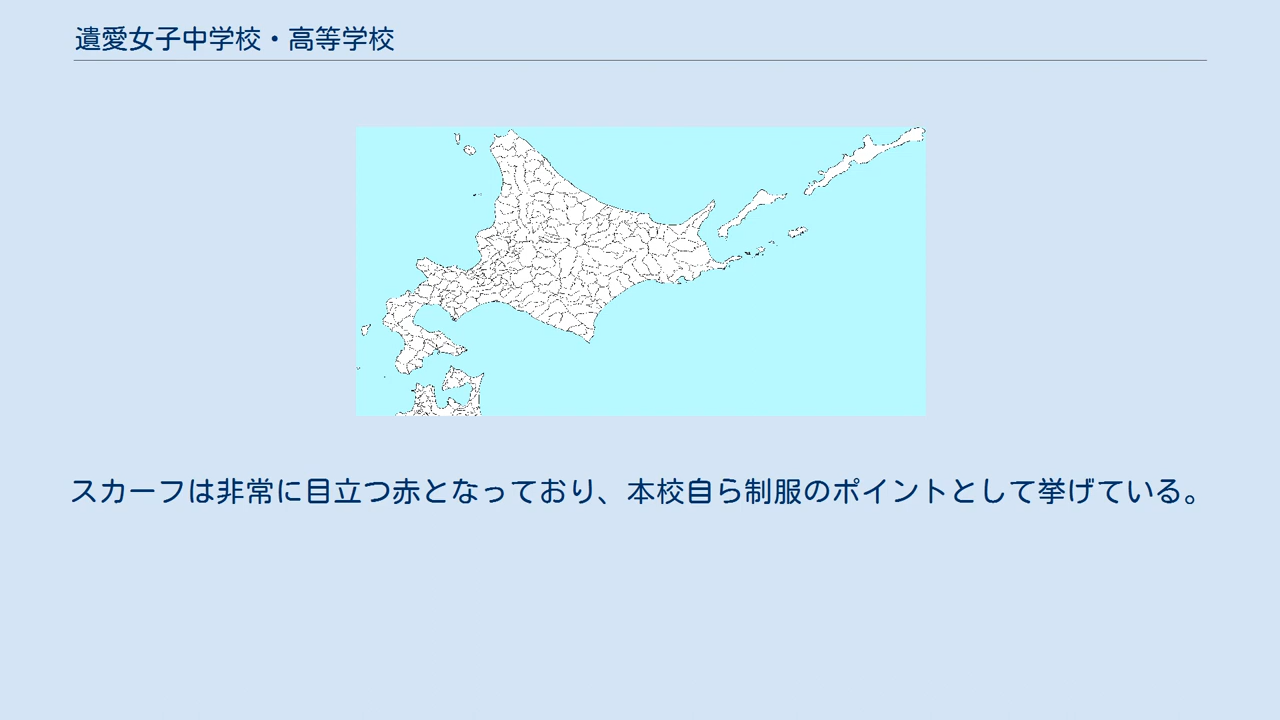 遺愛女子中学校・高等学校
スカーフは非常に目立つ赤となっており、本校自ら制服のポイントとして挙げている。